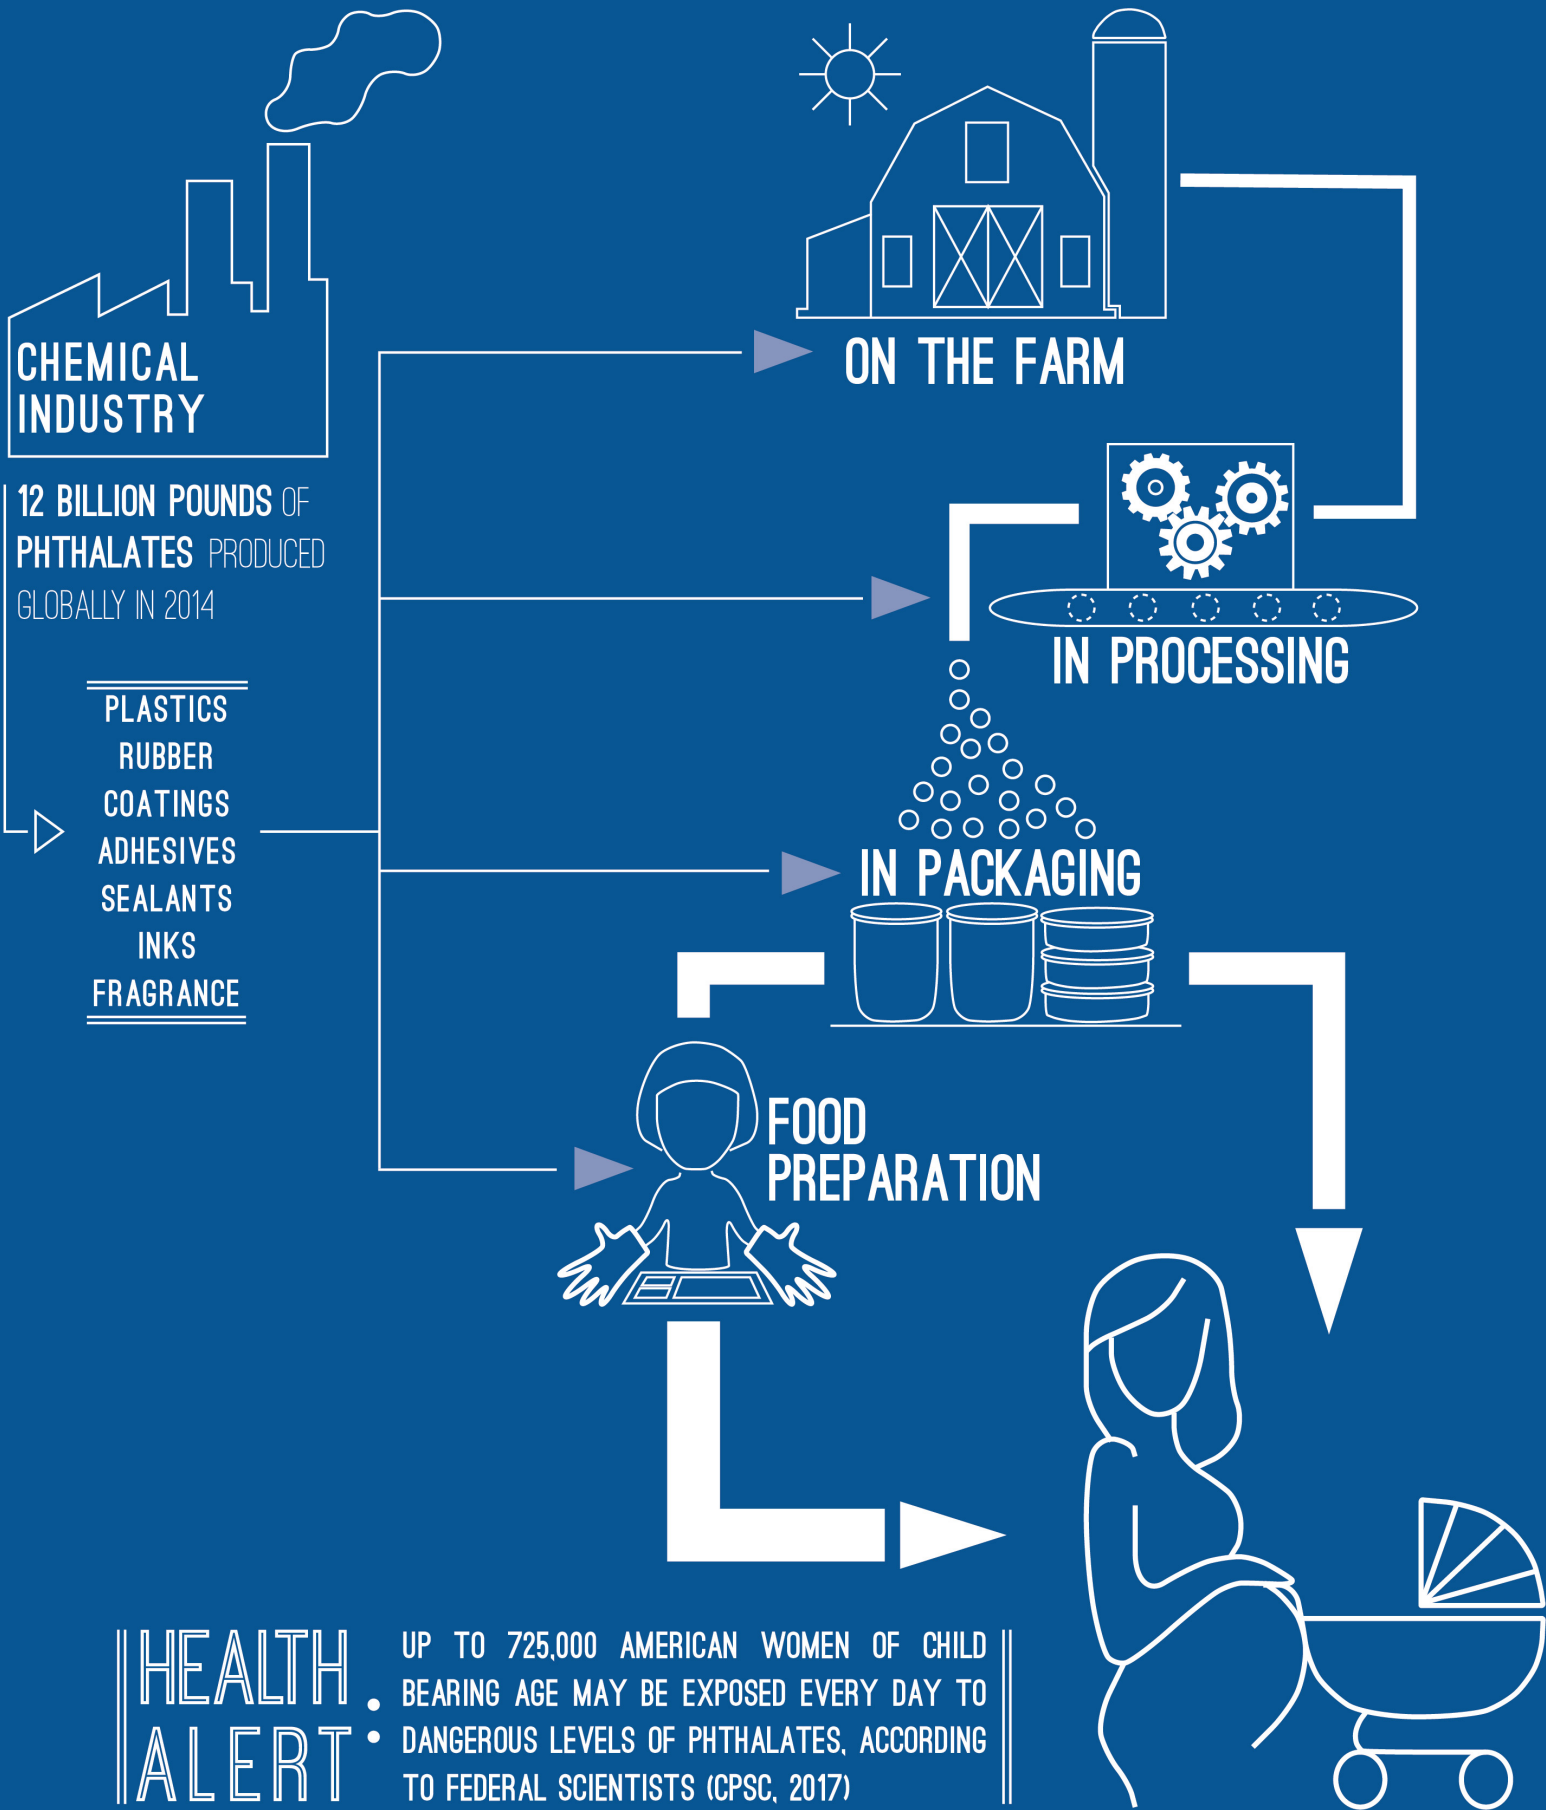 CHEMICAL
INDUSTRY
12 BILLION POUNDS OF
PHTHALATES PRODUCED
GLOBALLY IN 2014
PLASTICS
RUBBER
COATINGS
ADHESIVES
SEALANTS
INKS
FRAGRANCE
ON THE FARM
IN PROCESSING
IN PACKAGING
FOOD
PREPARATION
HEALTH
ALERT:
UP TO 725,000 AMERICAN WOMEN OF CHILD
BEARING AGE MAY BE EXPOSED EVERY DAY TO
DANGEROUS LEVELS OF PHTHALATES, ACCORDING
TO FEDERAL SCIENTISTS (CPSC, 2017)